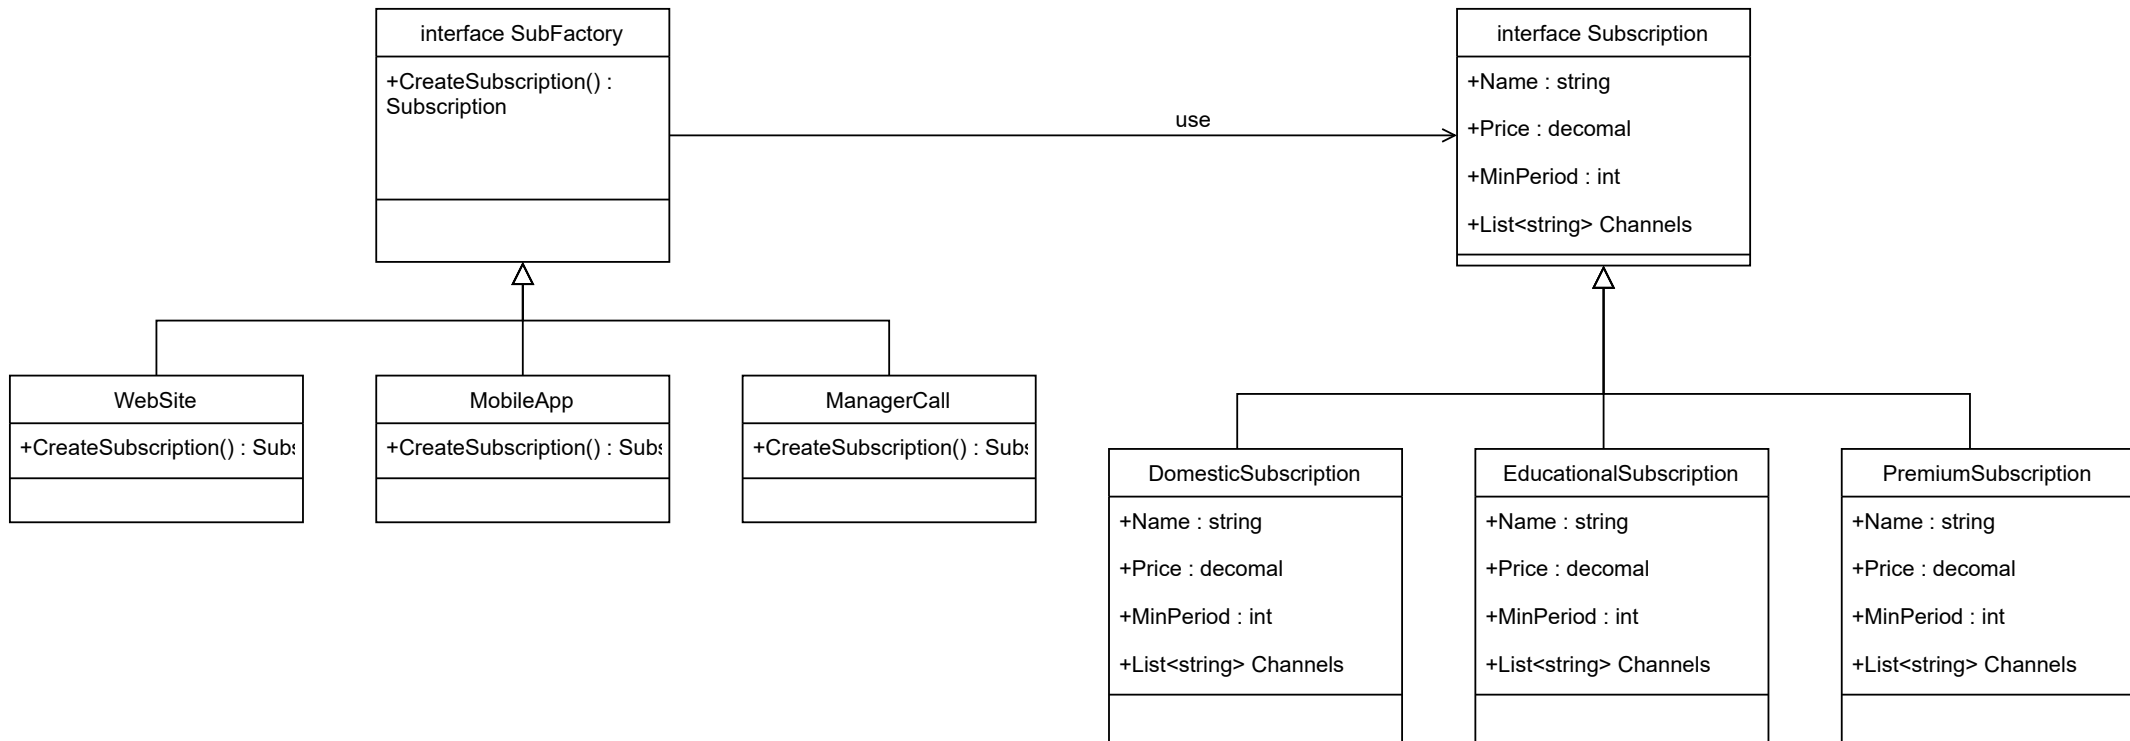 interface SubFactory
+CreateSubscription() :
Subscription
use
interface Subscription
+Name : string
+Price : decomal
+MinPeriod : int
+List<string> Channels
WebSite
+CreateSubscription() : Subs
MobileApp
+CreateSubscription() : Subs
ManagerCall
+CreateSubscription() : Subs
DomesticSubscription
+Name : string
+Price : decomal
+MinPeriod : int
+List<string> Channels
EducationalSubscription
+Name : string
+Price : decomal
+MinPeriod : int
+List<string> Channels
PremiumSubscription
+Name : string
+Price : decomal
+MinPeriod : int
+List<string> Channels